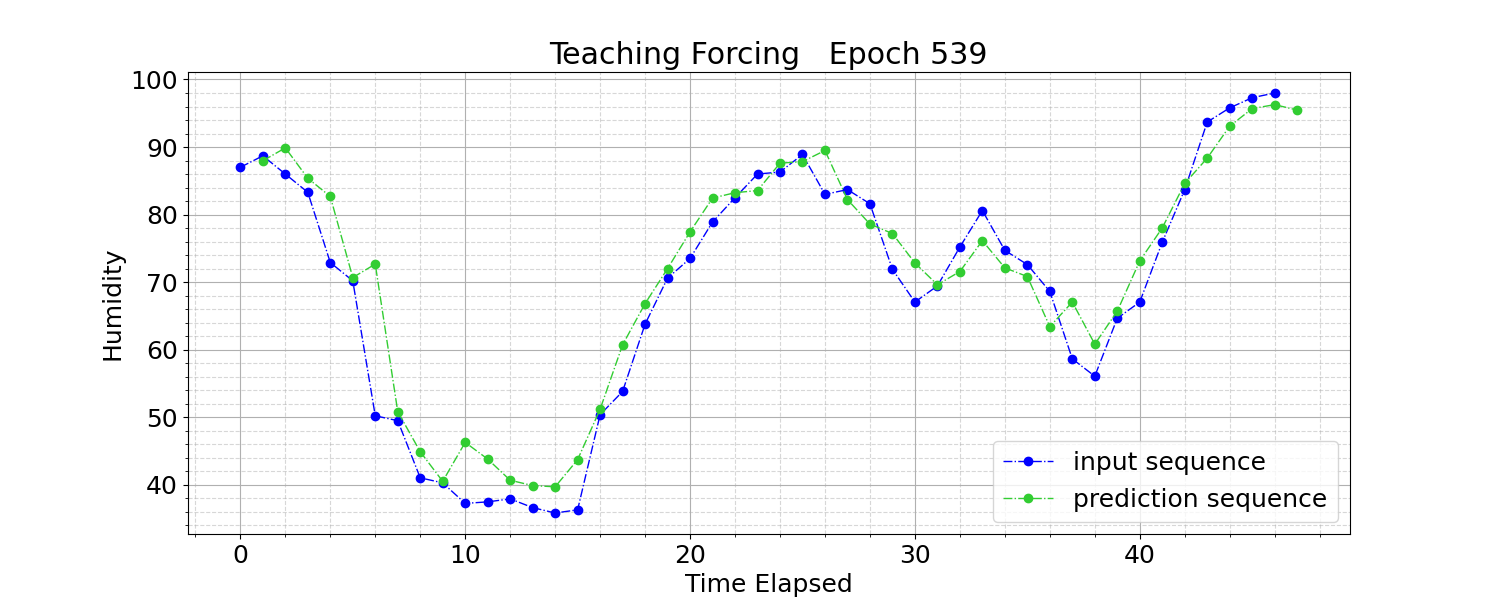 Teaching Forcing   Epoch 539
100
90
80
70
60
50
40
Humidity
input sequence
prediction sequence
0 10 20 30 40
Time Elapsed